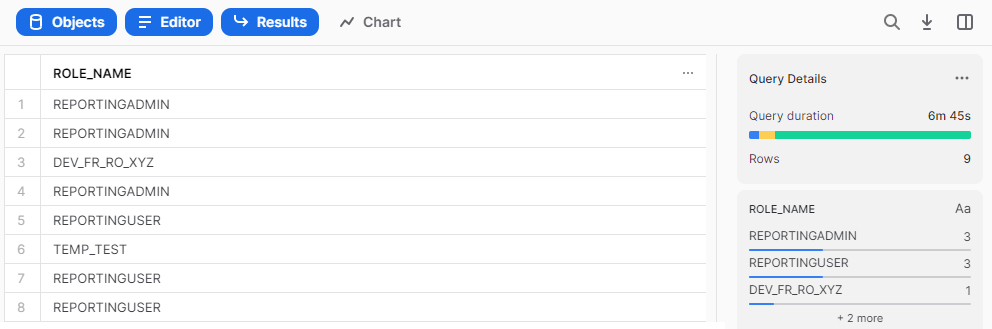 Objects Editor Results Chart
ROLE_NAME ...
1 REPORTINGADMIN
2 REPORTINGADMIN
3 DEV_FR_RO_XYZ
4 REPORTINGADMIN
5 REPORTINGUSER
6 TEMP_TEST
7 REPORTINGUSER
8 REPORTINGUSER
Query Details ...
Query duration 6m 45s
Rows 9
ROLE_NAME Aa
REPORTINGADMIN 3
REPORTINGUSER 3
DEV_FR_RO_XYZ 1
+ 2 more